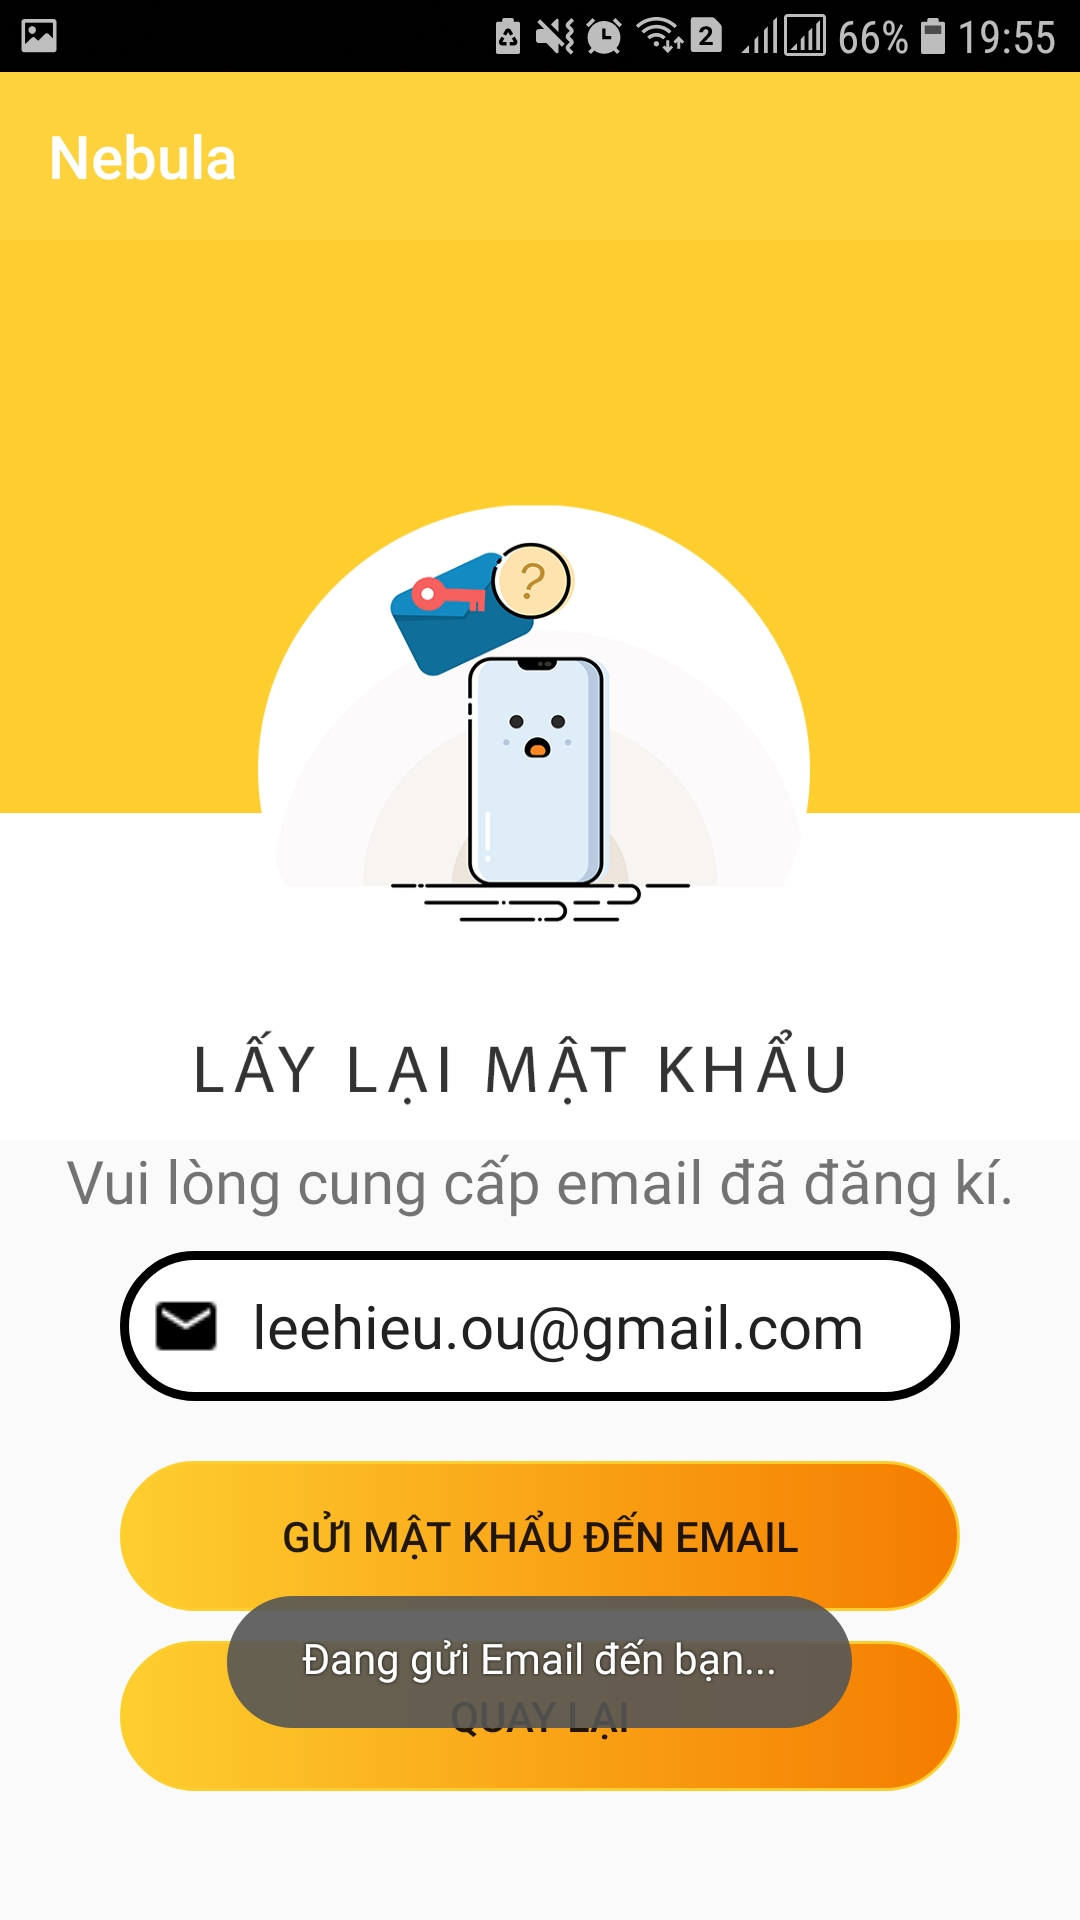 2 66% 19:55
Nebula
?
LẤY LẠI MẬT KHẨU
Vui lòng cung cấp email đã đăng kí.
leehieu.ou@gmail.com
GỬI MẬT KHẨU ĐẾN EMAIL
Đang gửi Email đến bạn...
QUAY LẠI